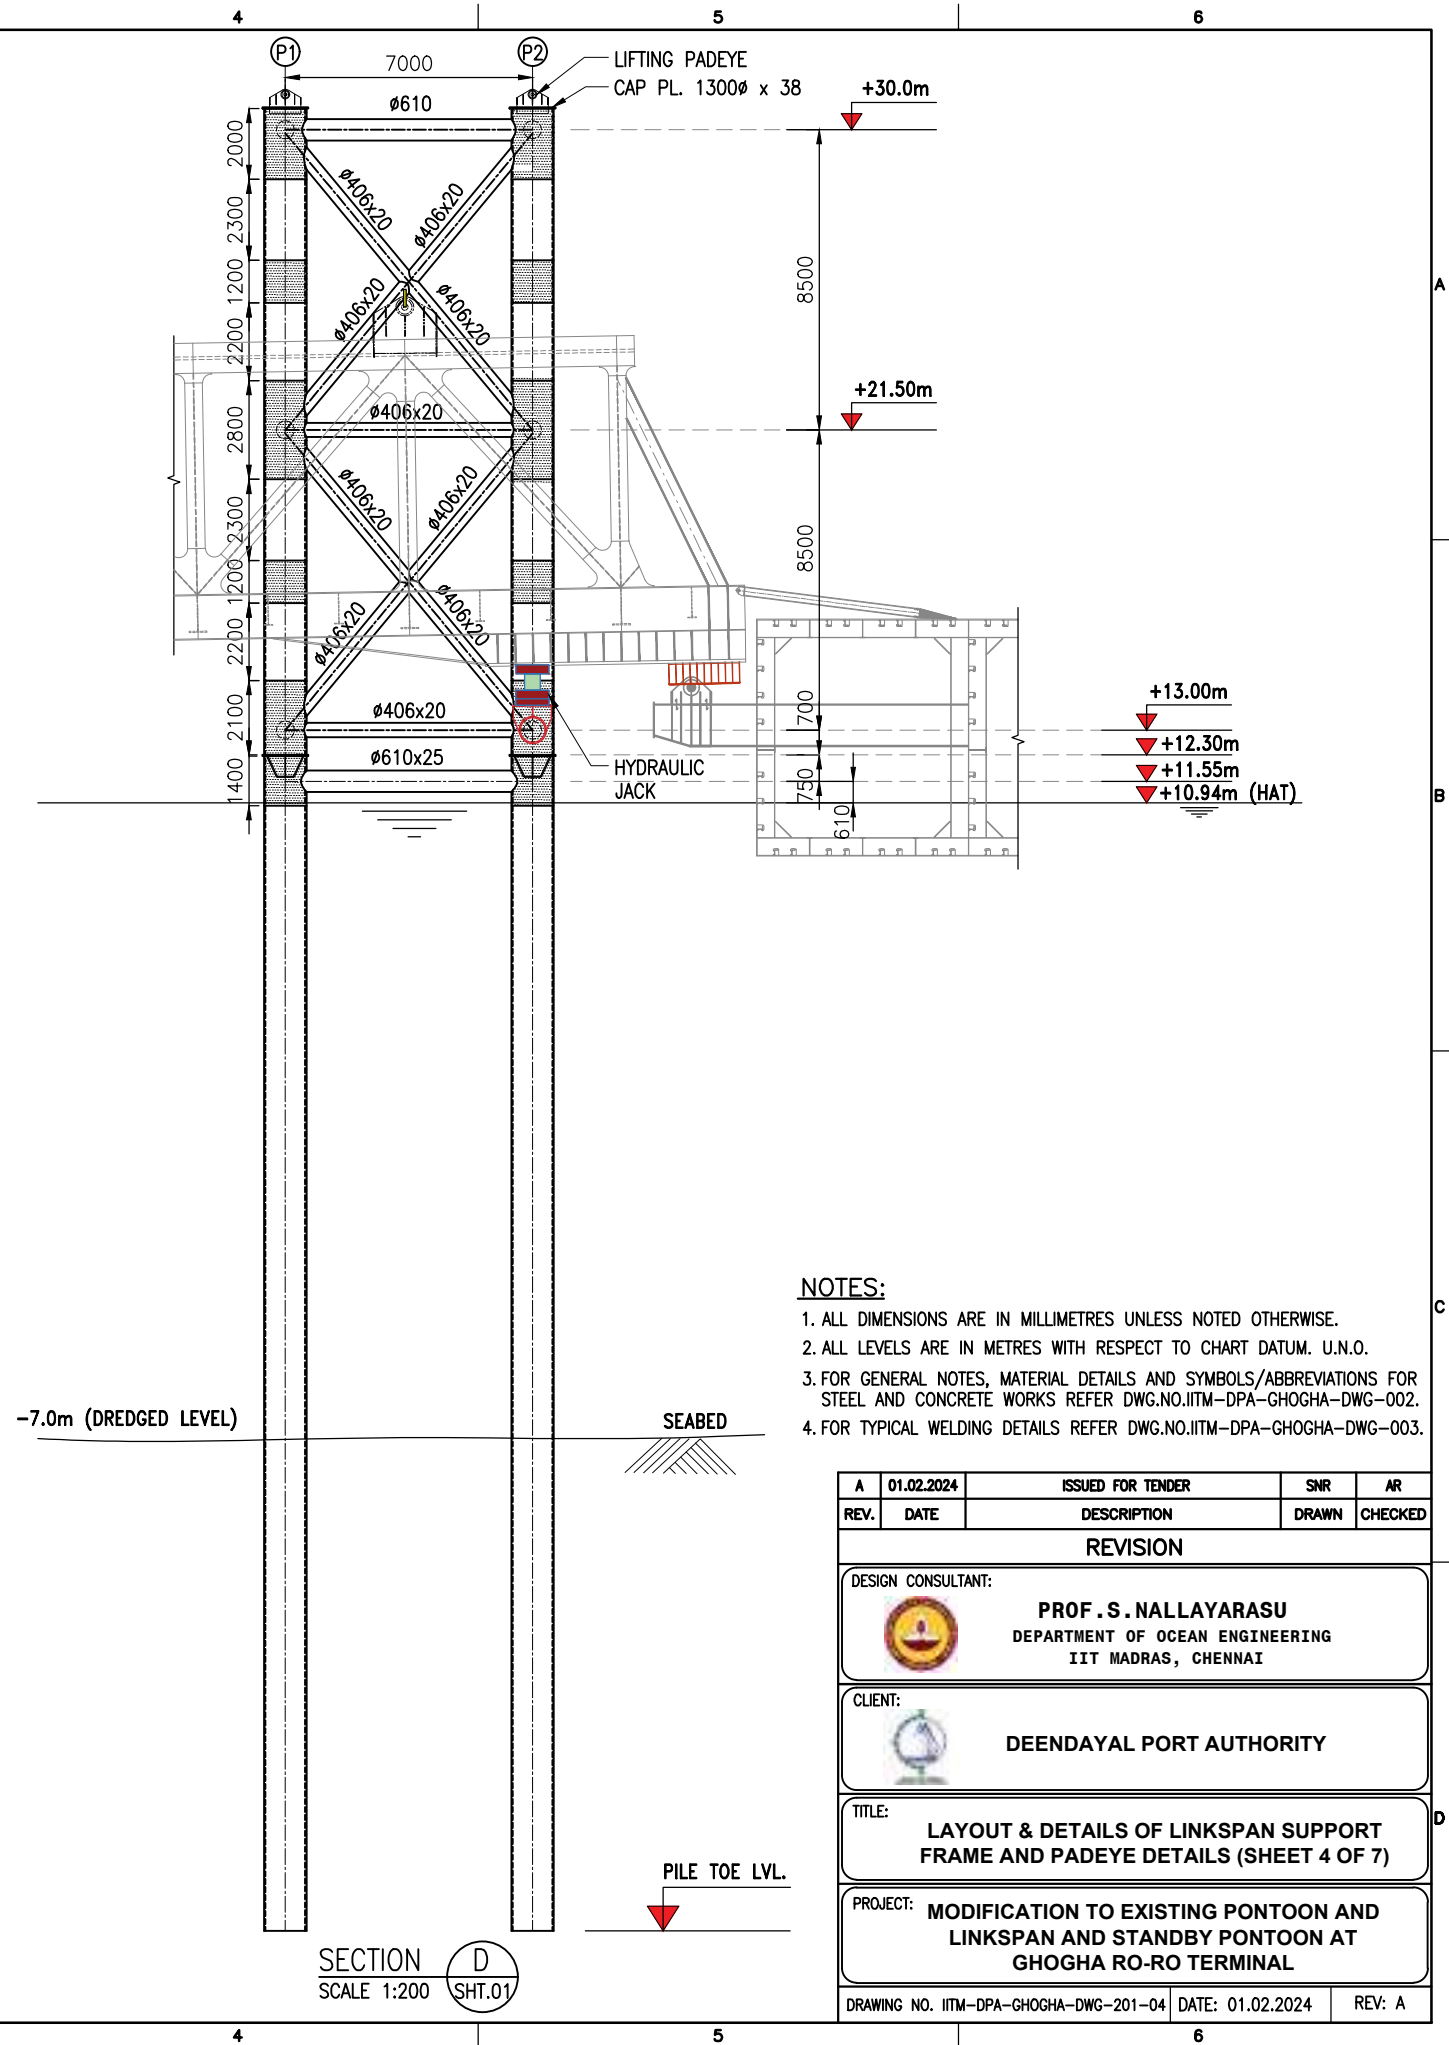 4 5 6
P1 P2
7000
LIFTING PADEYE
CAP PL. 1300ø x 38
+30.0m
ø610
2000
ø406x20
ø406x20
2300
1200
8500
ø406x20
ø406x20
2200
A
+21.50m
2800
ø406x20
ø406x20
ø406x20
2300
8500
1200
ø406x20
ø406x20
2200
2100
700
+13.00m
ø406x20
+12.30m
ø610x25
HYDRAULIC
JACK
1400
750
610
+11.55m
+10.94m (HAT)
B
NOTES:
1. ALL DIMENSIONS ARE IN MILLIMETRES UNLESS NOTED OTHERWISE.
2. ALL LEVELS ARE IN METRES WITH RESPECT TO CHART DATUM. U.N.O.
3. FOR GENERAL NOTES, MATERIAL DETAILS AND SYMBOLS/ABBREVIATIONS FOR
STEEL AND CONCRETE WORKS REFER DWG.NO.IITM-DPA-GHOGHA-DWG-002.
4. FOR TYPICAL WELDING DETAILS REFER DWG.NO.IITM-DPA-GHOGHA-DWG-003.
C
-7.0m (DREDGED LEVEL)
SEABED
A 01.02.2024 ISSUED FOR TENDER SNR AR
REV. DATE DESCRIPTION DRAWN CHECKED
REVISION
DESIGN CONSULTANT:
PROF.S.NALLAYARASU
DEPARTMENT OF OCEAN ENGINEERING
IIT MADRAS, CHENNAI
CLIENT:
DEENDAYAL PORT AUTHORITY
TITLE:
LAYOUT & DETAILS OF LINKSPAN SUPPORT
FRAME AND PADEYE DETAILS (SHEET 4 OF 7)
D
PILE TOE LVL.
PROJECT: MODIFICATION TO EXISTING PONTOON AND
LINKSPAN AND STANDBY PONTOON AT
GHOGHA RO-RO TERMINAL
SECTION D
SCALE 1:200 SHT.01
DRAWING NO. IITM-DPA-GHOGHA-DWG-201-04 DATE: 01.02.2024 REV: A
4 5 6